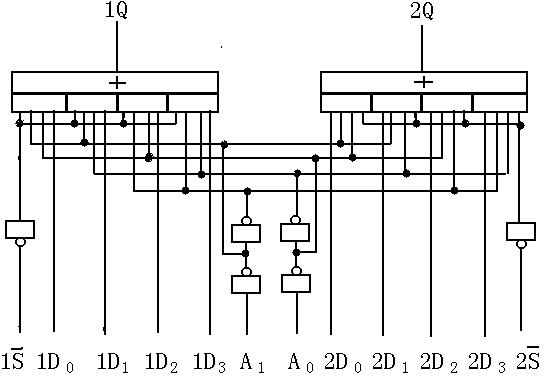 1Q 2Q
+ +
1S̅ 1D₀ 1D₁ 1D₂ 1D₃ A₁ A₀ 2D₀ 2D₁ 2D₂ 2D₃ 2S̅